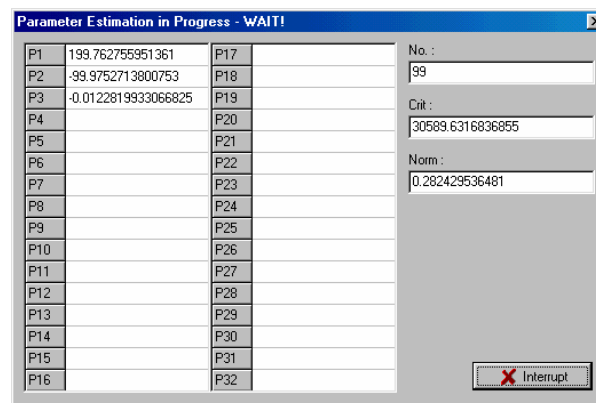 Parameter Estimation in Progress - WAIT!
P1 199.762755951361 P17 No. :
P2 -99.9752713800753 P18 99
P3 -0.0122819933066825 P19 Crit :
P4 P20 30589.6316836855
P5 P21
P6 P22 Norm :
P7 P23 0.282429536481
P8 P24
P9 P25
P10 P26
P11 P27
P12 P28
P13 P29
P14 P30
P15 P31
P16 P32 Interrupt